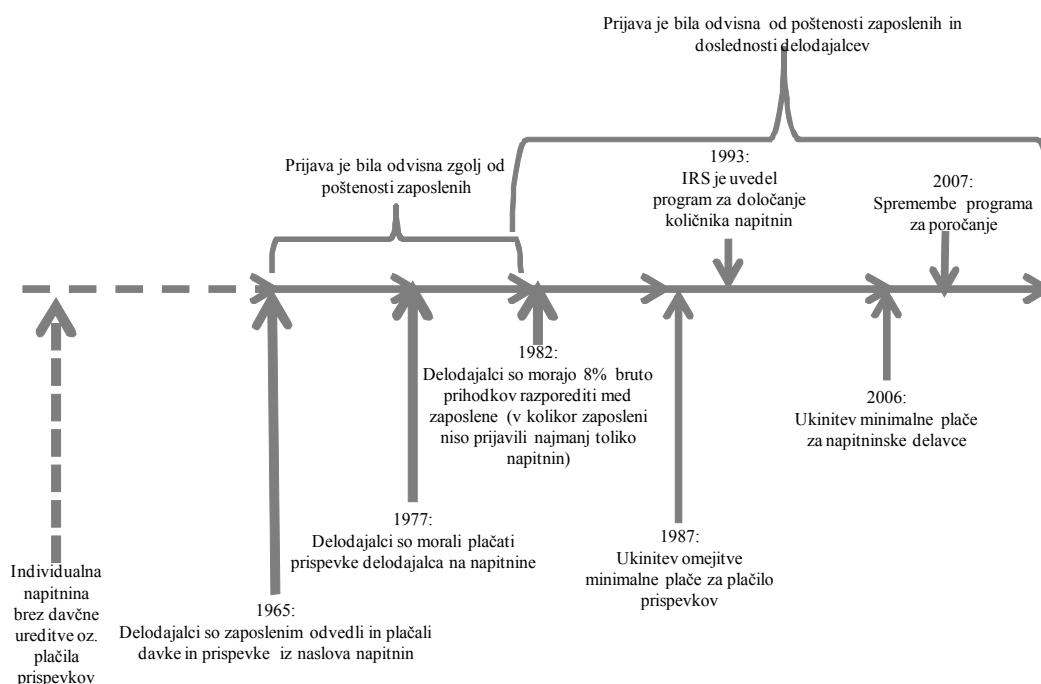 Prijava je bila odvisna od poštenosti zaposlenih in
doslednosti delodajalcev
Prijava je bila odvisna zgolj od
poštenosti zaposlenih
1993:
IRS je uvedel
program za določanje
količnika napitnin
2007:
Spremembe programa
za poročanje
1982:
Delodajalci so morajo 8% bruto
prihodkov razporediti med
zaposlene (v kolikor zaposleni
niso prijavili najmanj toliko
napitnin)
2006:
Ukinitev minimalne plače
za napitninske delavce
1977:
Delodajalci so morali plačati
prispevke delodajalca na napitnine
1987:
Ukinitev omejitve
minimalne plače za plačilo
prispevkov
Individualna
napitnina
brez davčne
ureditve oz.
plačila
prispevkov
1965:
Delodajalci so zaposlenim odvedli in plačali
davke in prispevke iz naslova napitnin